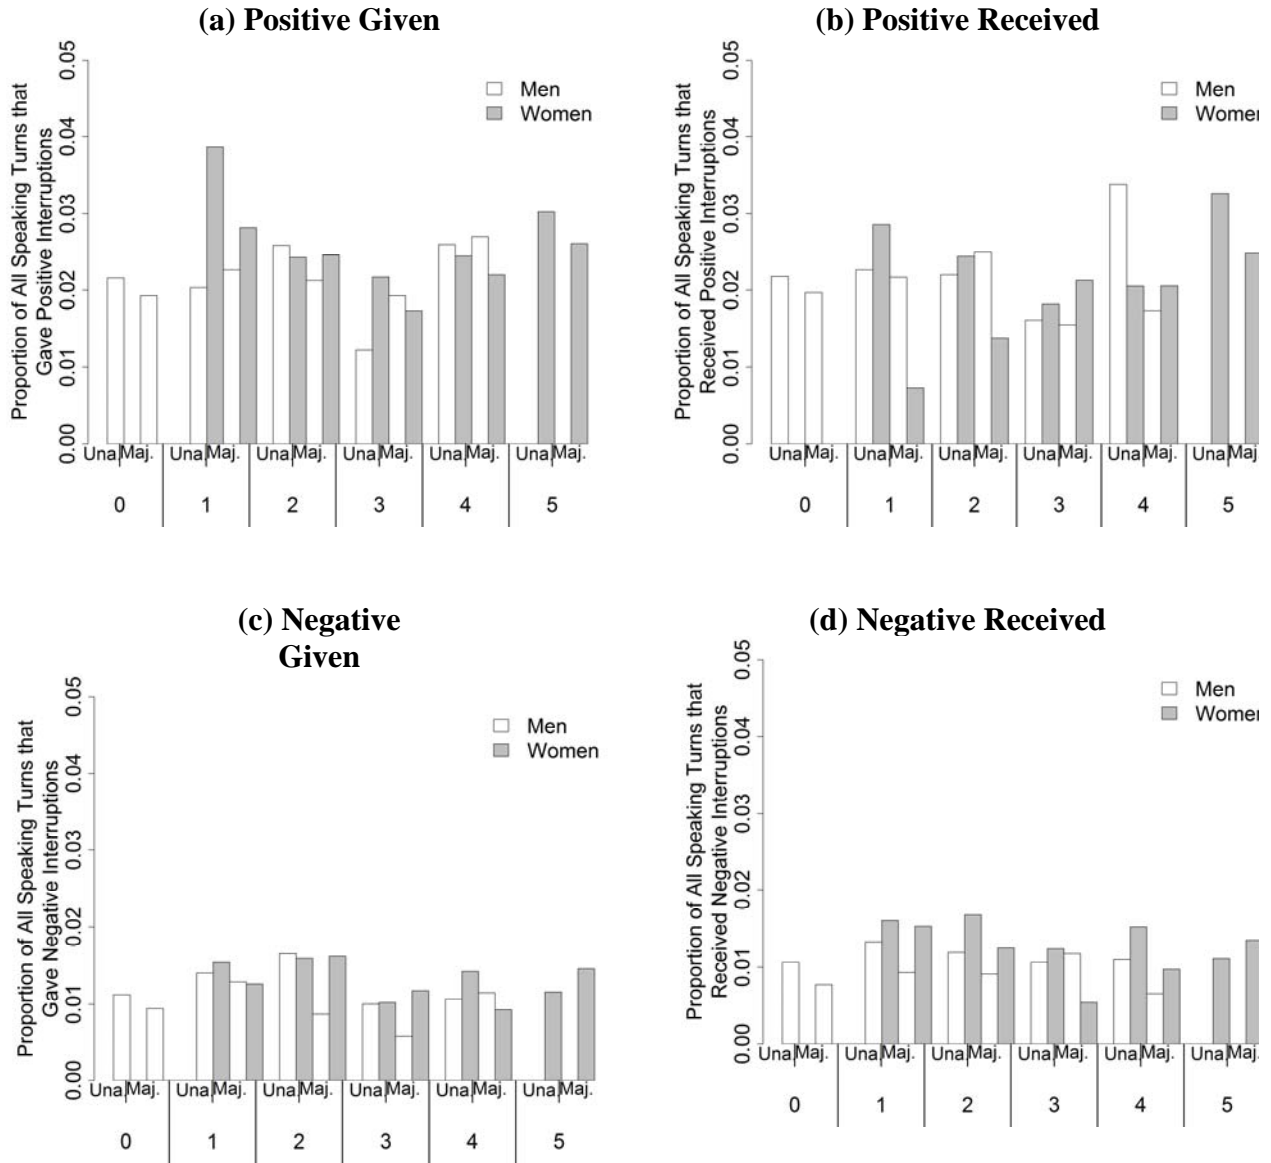 (a) Positive Given
Proportion of All Speaking Turns that
Gave Positive Interruptions
0.00 0.01 0.02 0.03 0.04 0.05
Men
Women
Una Maj. Una Maj. Una Maj. Una Maj. Una Maj. Una Maj.
0 1 2 3 4 5
(b) Positive Received
Proportion of All Speaking Turns that
Received Positive Interruptions
0.00 0.01 0.02 0.03 0.04 0.05
Men
Women
Una Maj. Una Maj. Una Maj. Una Maj. Una Maj. Una Maj
0 1 2 3 4 5
(c) Negative
Given
Proportion of All Speaking Turns that
Gave Negative Interruptions
0.00 0.01 0.02 0.03 0.04 0.05
Men
Women
Una Maj. Una Maj. Una Maj. Una Maj. Una Maj. Una Maj.
0 1 2 3 4 5
(d) Negative Received
Proportion of All Speaking Turns that
Received Negative Interruptions
0.00 0.01 0.02 0.03 0.04 0.05
Men
Women
Una Maj. Una Maj. Una Maj. Una Maj. Una Maj. Una Maj.
0 1 2 3 4 5